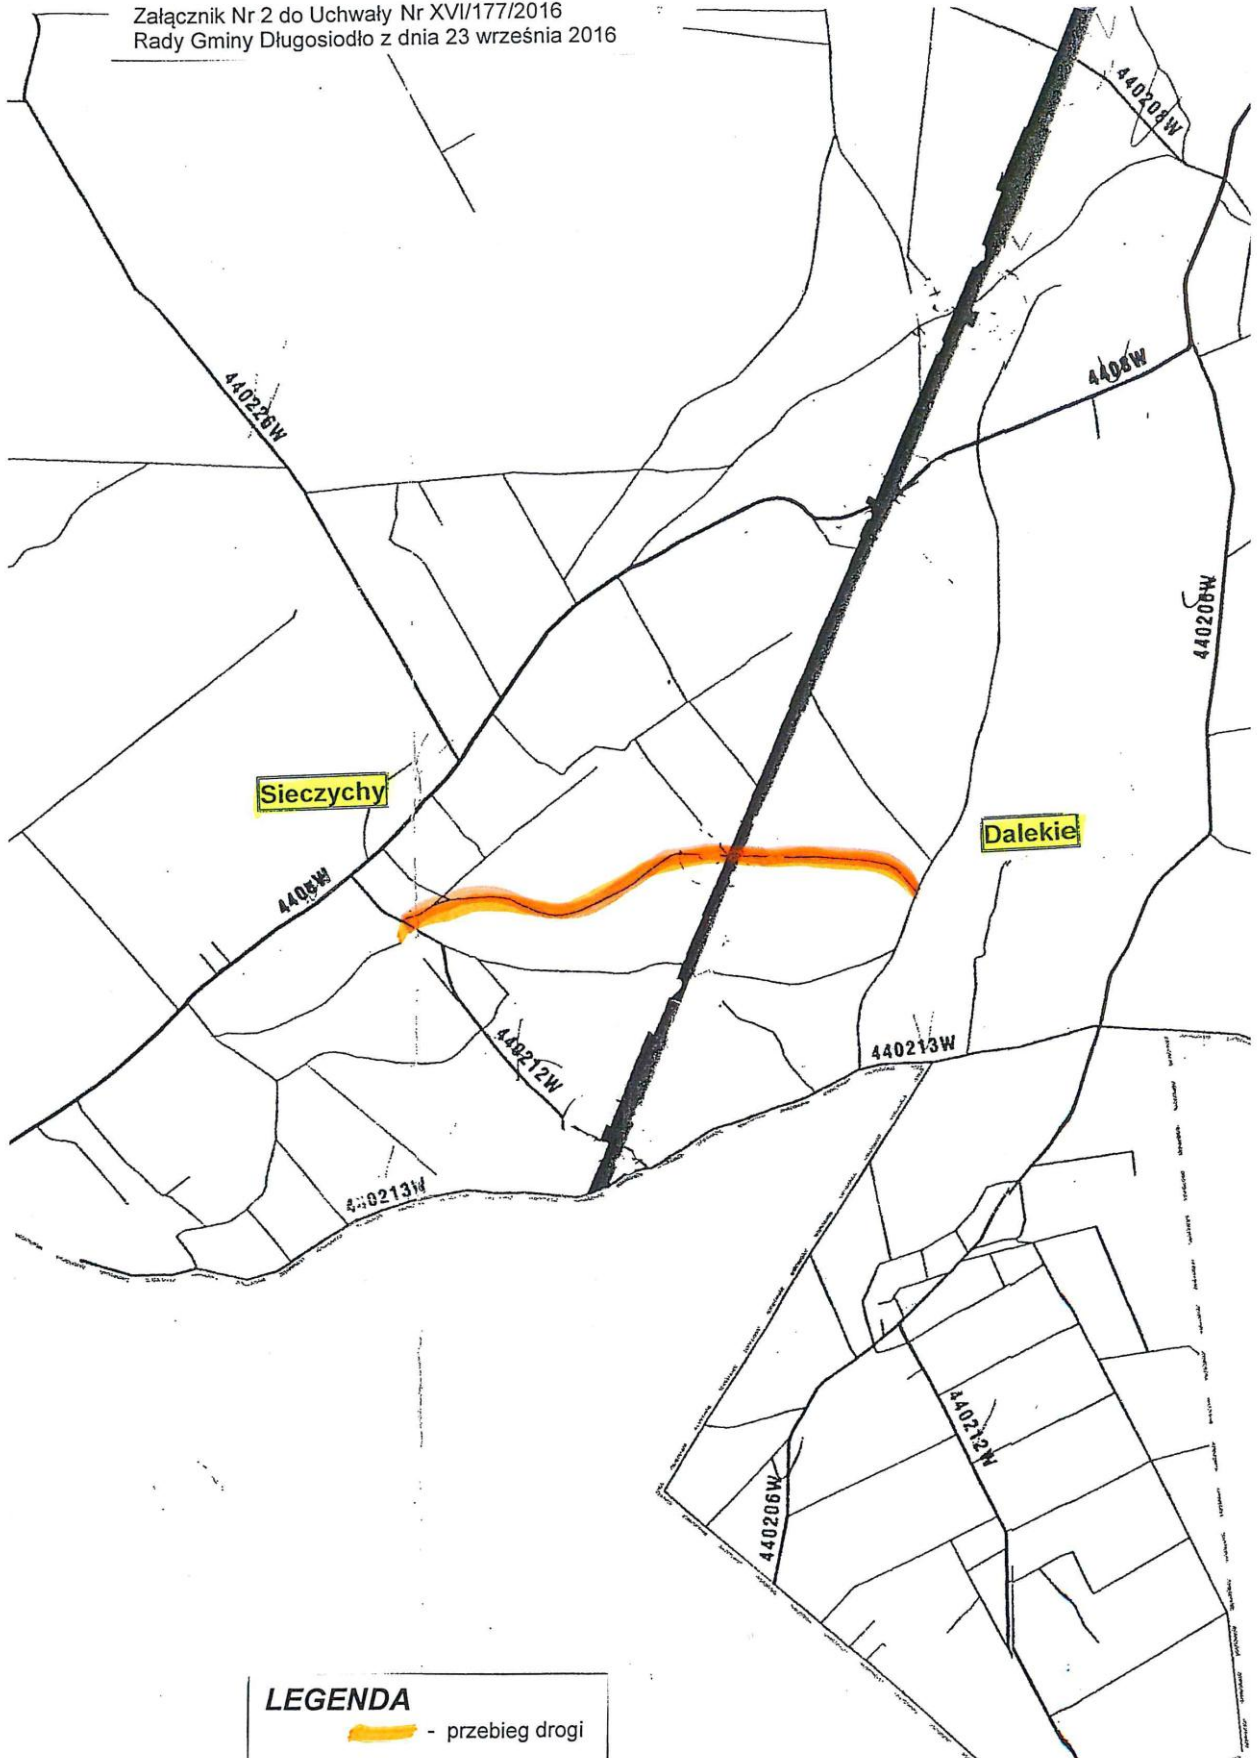 Załącznik Nr 2 do Uchwały Nr XVI/177/2016
Rady Gminy Długosiodło z dnia 23 września 2016
440208W
4408W
440226W
440206W
Sieczychy
Dalekie
4408W
440213W
440212W
440213W
440212W
440206W
LEGENDA
- przebieg drogi